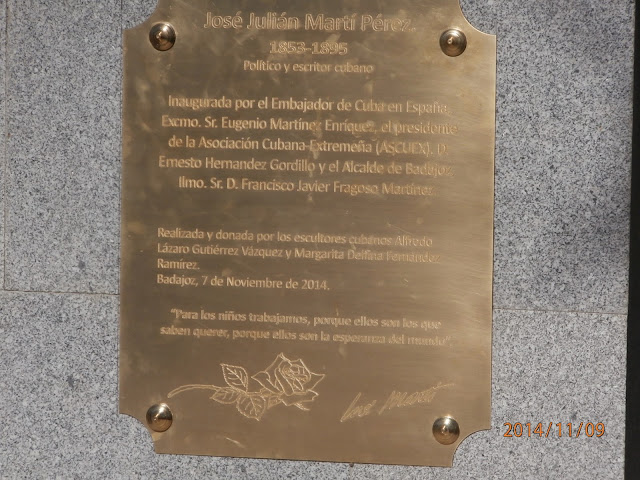 José Julián Martí Pérez.
1853-1895
Político y escritor cubano
Inaugurada por el Embajador de Cuba en España,
Excmo. Sr. Eugenio Martínez Enríquez, el presidente
de la Asociación Cubana-Extremeña (ASCUEX), D.
Ernesto Hernandez Gordillo y el Alcalde de Badajoz,
Ilmo. Sr. D. Francisco Javier Fragoso Martínez
Realizada y donada por los escultores cubanos Alfredo
Lázaro Gutiérrez Vázquez y Margarita Delfina Fernandez
Ramírez.
Badajoz, 7 de Noviembre de 2014.
"Para los niños trabajamos, porque ellos son los que
saben querer, porque ellos son la esperanza del mundo".
José Martí
2014/11/09